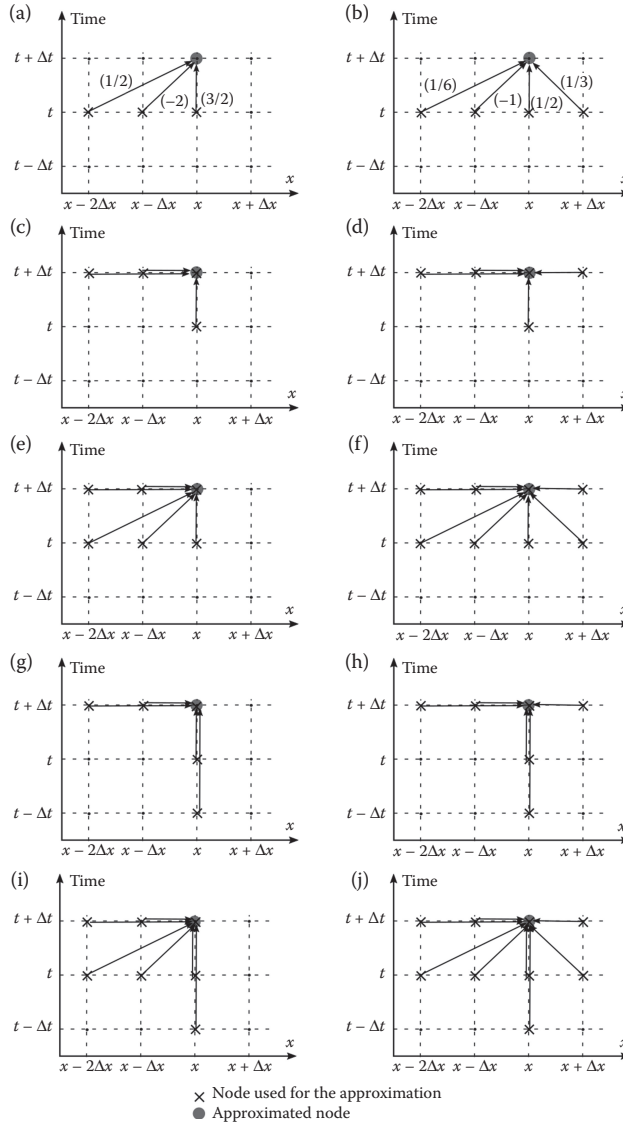 (a) Time
t + Δt
(1/2)
(−2) (3/2)
t
t − Δt
x
x − 2Δx x − Δx x x + Δx
(b) Time
t + Δt
(1/6) (1/3)
(−1) (1/2)
t
t − Δt
x
x − 2Δx x − Δx x x + Δx
(c) Time
t + Δt
t
t − Δt
x
x − 2Δx x − Δx x x + Δx
(d) Time
t + Δt
t
t − Δt
x
x − 2Δx x − Δx x x + Δx
(e) Time
t + Δt
t
t − Δt
x
x − 2Δx x − Δx x x + Δx
(f) Time
t + Δt
t
t − Δt
x
x − 2Δx x − Δx x x + Δx
(g) Time
t + Δt
t
t − Δt
x
x − 2Δx x − Δx x x + Δx
(h) Time
t + Δt
t
t − Δt
x
x − 2Δx x − Δx x x + Δx
(i) Time
t + Δt
t
t − Δt
x
x − 2Δx x − Δx x x + Δx
(j) Time
t + Δt
t
t − Δt
x
x − 2Δx x − Δx x x + Δx
Node used for the approximation
Approximated node